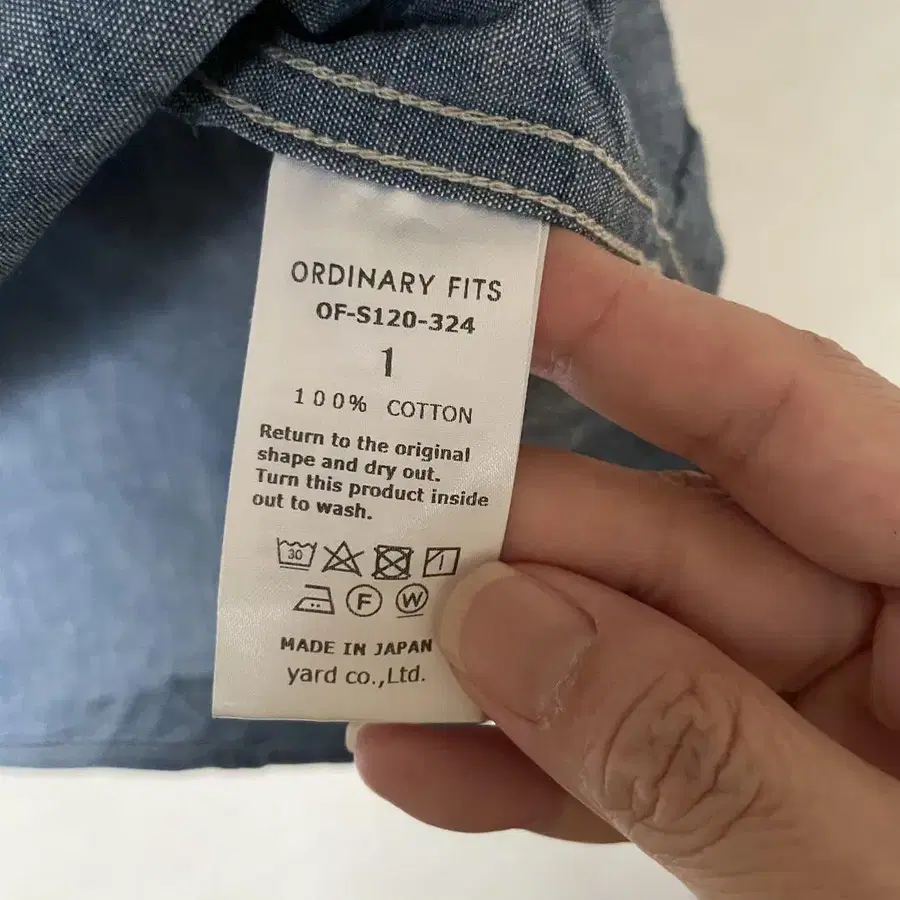 ORDINARY FITS
OF-S120-324
1
100% COTTON
Return to the original
shape and dry out.
Turn this product inside
out to wash.
30
F W
MADE IN JAPAN
yard co.,Ltd.